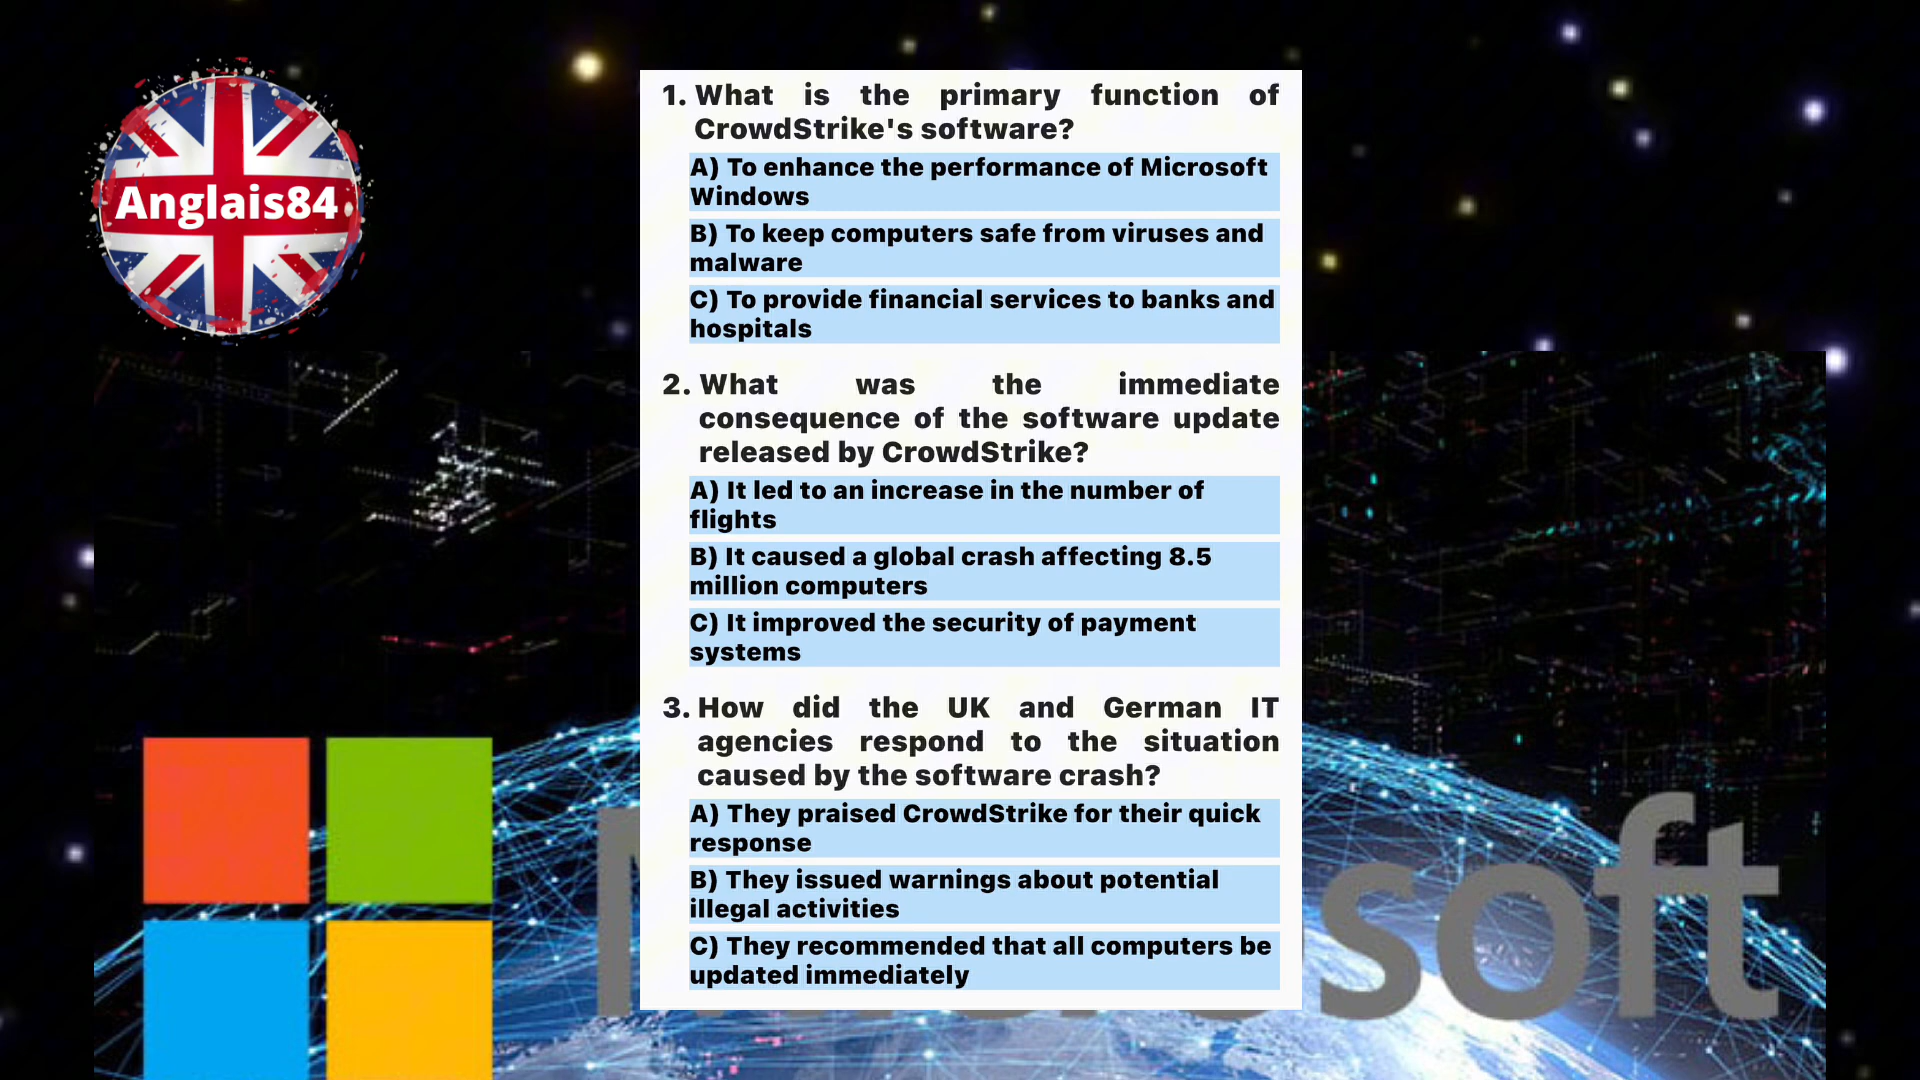 Anglais84
1. What is the primary function of
CrowdStrike's software?
A) To enhance the performance of Microsoft
Windows
B) To keep computers safe from viruses and
malware
C) To provide financial services to banks and
hospitals
2. What was the immediate
consequence of the software update
released by CrowdStrike?
A) It led to an increase in the number of
flights
B) It caused a global crash affecting 8.5
million computers
C) It improved the security of payment
systems
3. How did the UK and German IT
agencies respond to the situation
caused by the software crash?
A) They praised CrowdStrike for their quick
response
B) They issued warnings about potential
illegal activities
C) They recommended that all computers be
updated immediately
soft